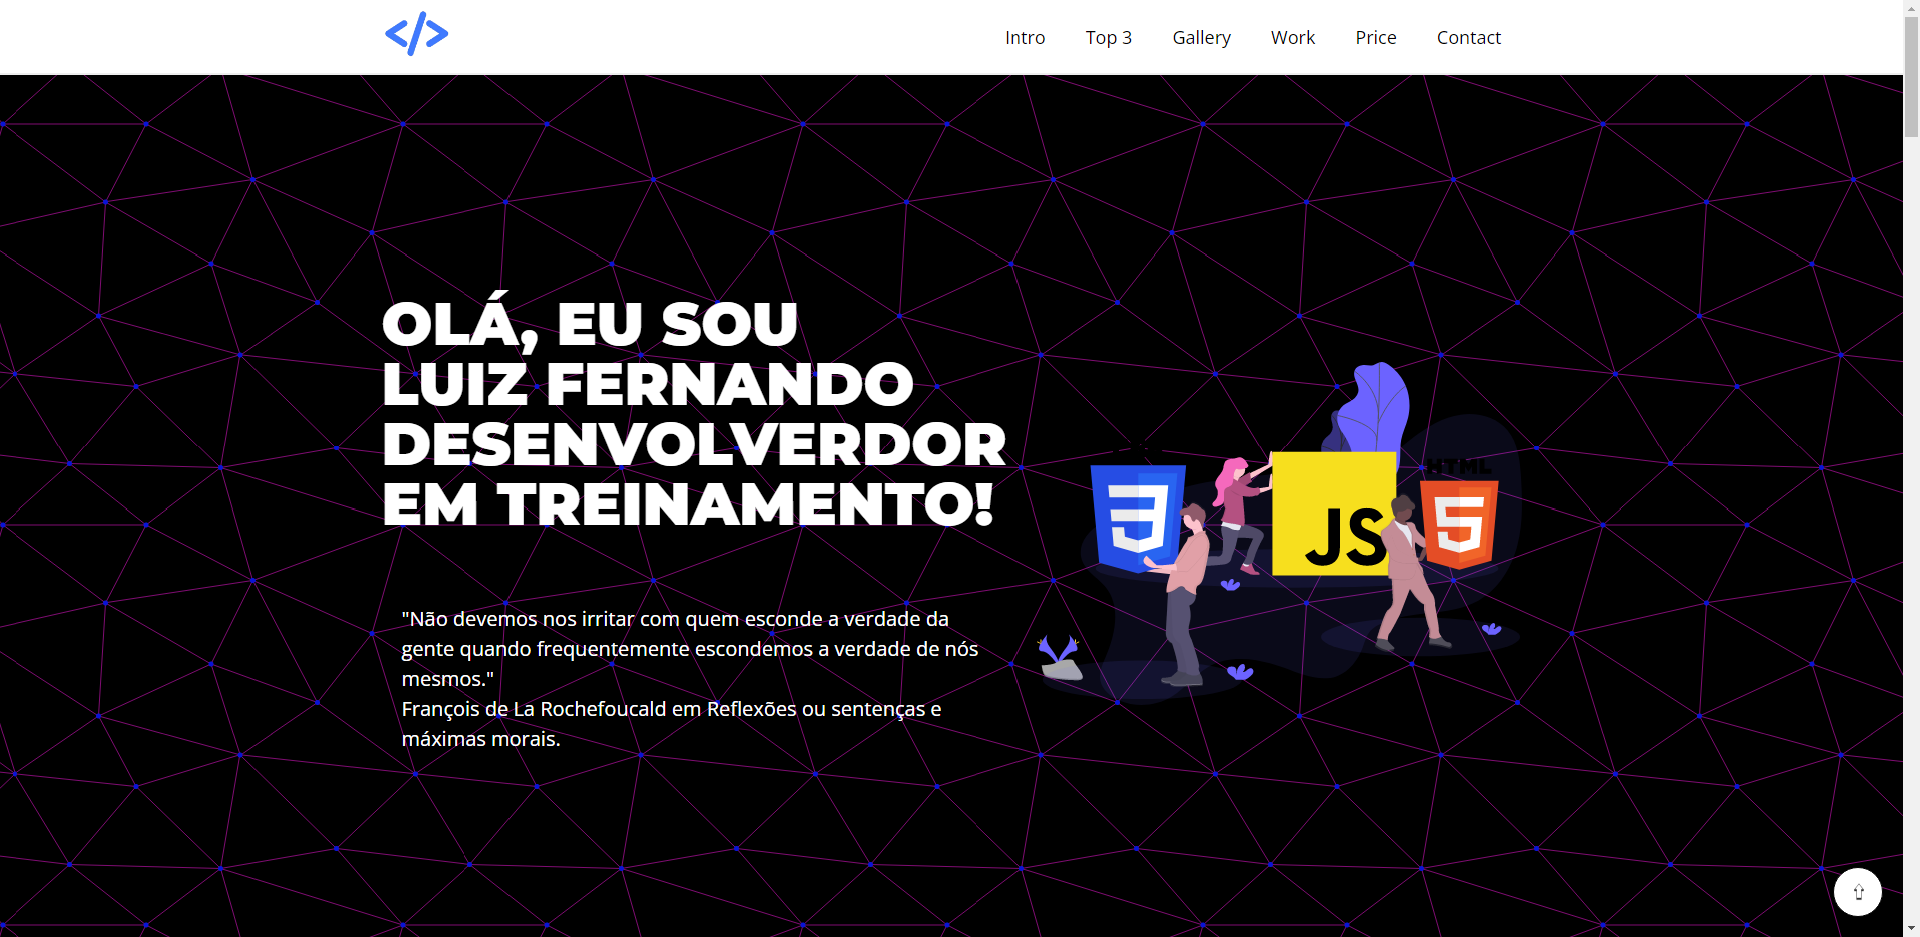 </>
Intro Top 3 Gallery Work Price Contact
OLÁ, EU SOU
LUIZ FERNANDO
DESENVOLVERDOR
EM TREINAMENTO!
HTML
JS
"Não devemos nos irritar com quem esconde a verdade da
gente quando frequentemente escondemos a verdade de nós
mesmos."
François de La Rochefoucald em Reflexões ou sentenças e
máximas morais.